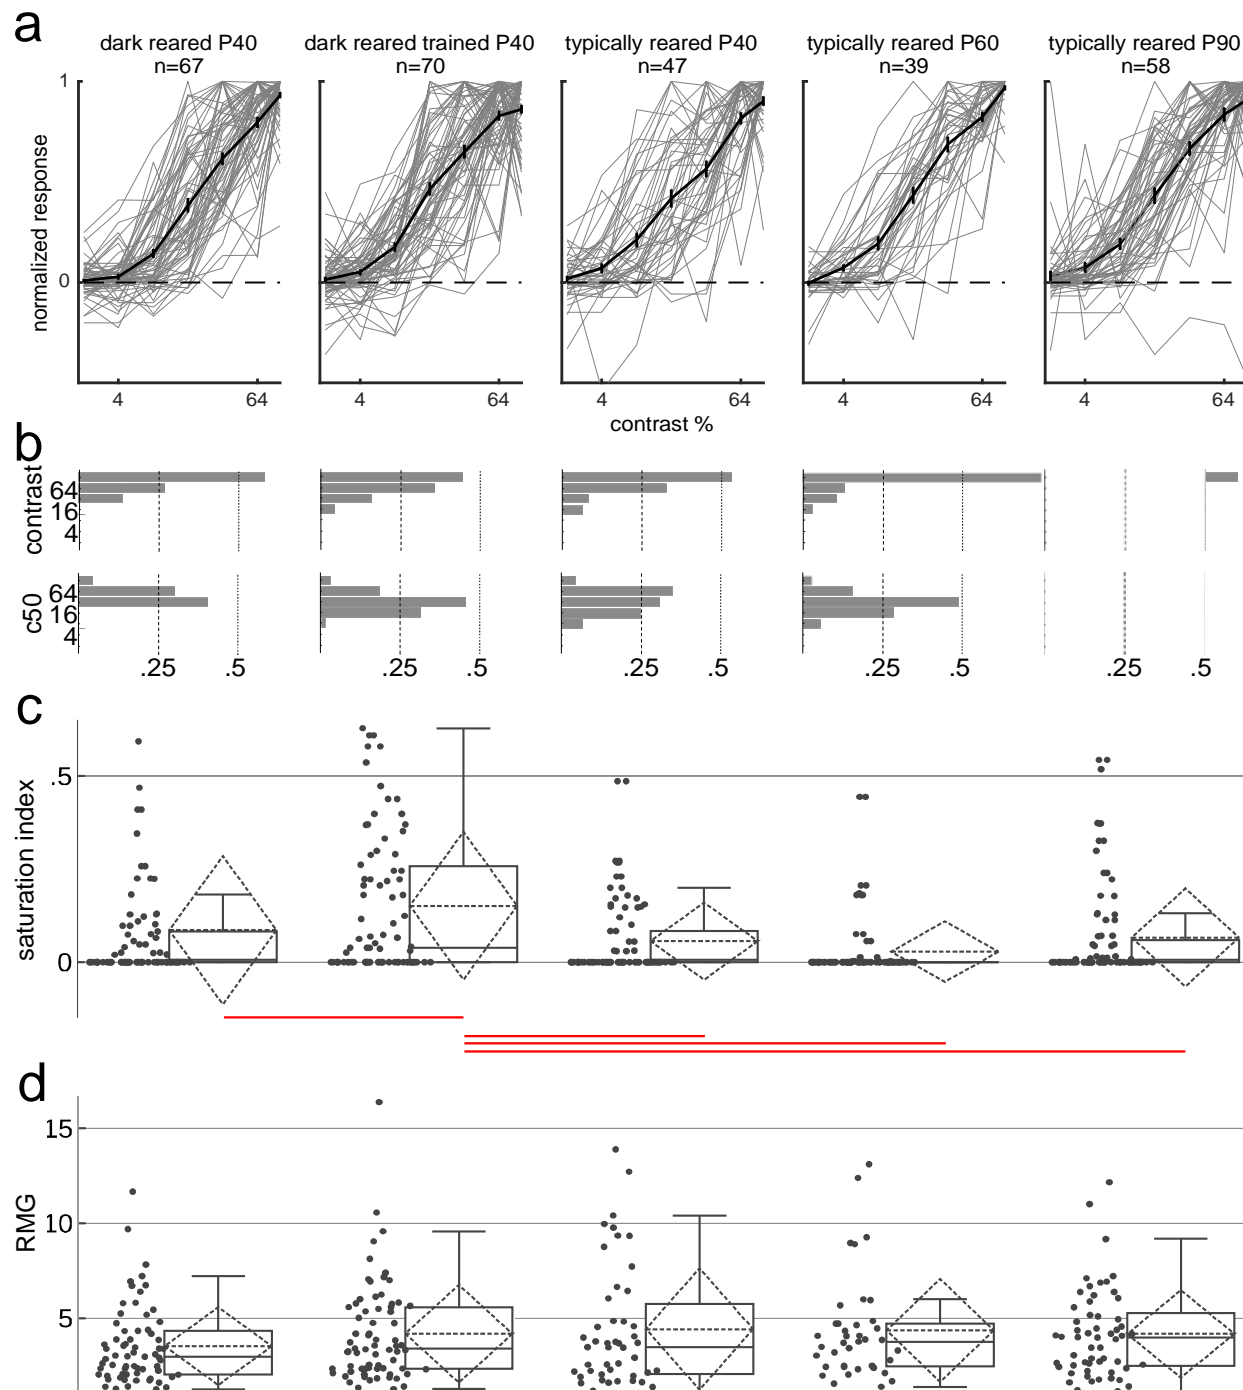 a
dark reared P40
n=67
dark reared trained P40
n=70
typically reared P40
n=47
typically reared P60
n=39
typically reared P90
n=58
normalized response
1
0
4 64
4 64
4 64
4 64
4 64
contrast %
b
contrast
64
16
4
c50
64
16
4
.25 .5
.25 .5
.25 .5
.25 .5
.25 .5
c
saturation index
.5
0
d
RMG
15
10
5